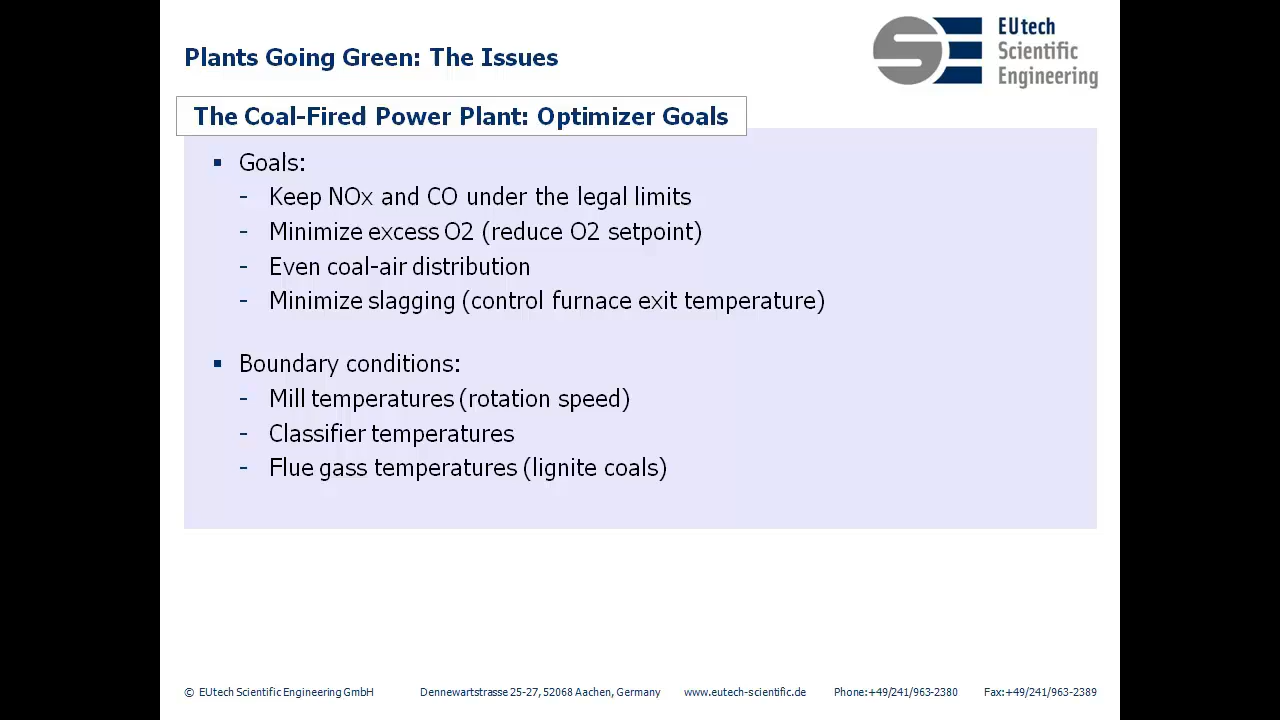 Plants Going Green: The Issues
EUtech
Scientific
Engineering
The Coal-Fired Power Plant: Optimizer Goals
▪ Goals:
- Keep NOx and CO under the legal limits
- Minimize excess O2 (reduce O2 setpoint)
- Even coal-air distribution
- Minimize slagging (control furnace exit temperature)
▪ Boundary conditions:
- Mill temperatures (rotation speed)
- Classifier temperatures
- Flue gass temperatures (lignite coals)
© EUtech Scientific Engineering GmbH Dennewartstrasse 25-27, 52068 Aachen, Germany www.eutech-scientific.de Phone:+49/241/963-2380 Fax:+49/241/963-2389